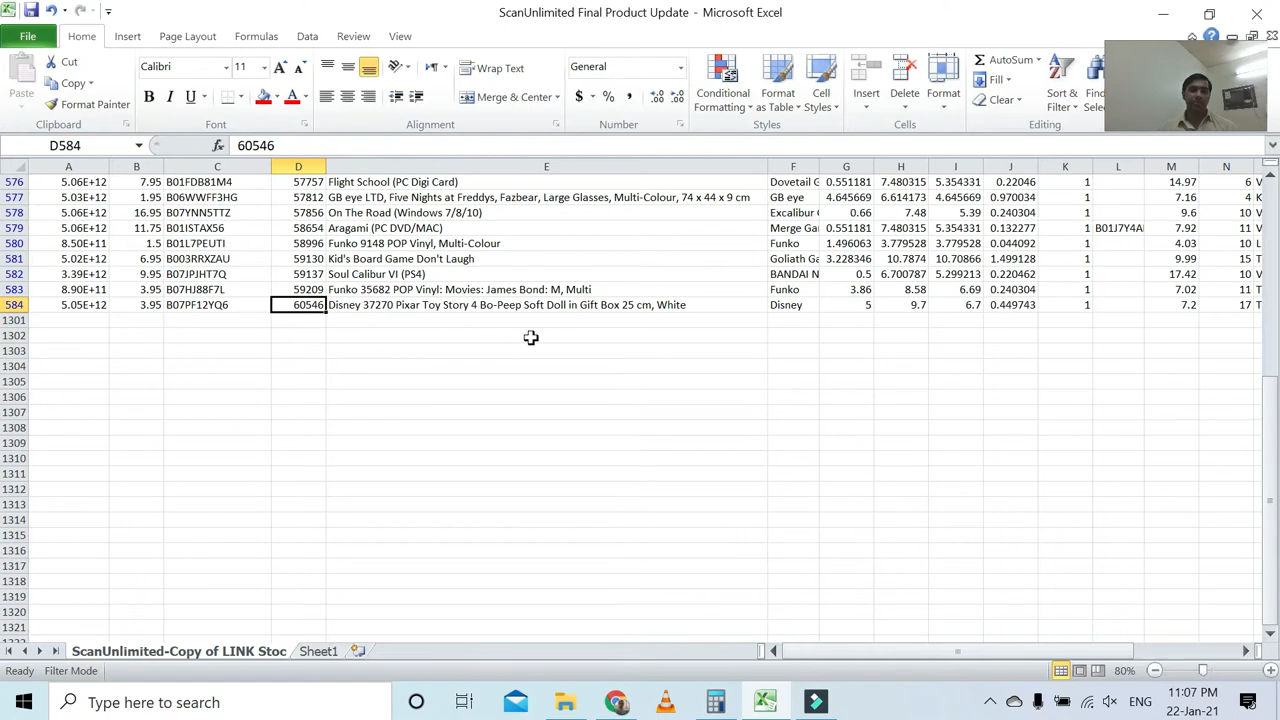 ScanUnlimited Final Product Update - Microsoft Excel
File Home Insert Page Layout Formulas Data Review View
Paste Cut Copy Format Painter Clipboard
Calibri 11 Font
Wrap Text Merge & Center Alignment
General Number
Conditional Formatting Format as Table Cell Styles Styles
Insert Delete Format Cells
AutoSum Fill Clear Sort & Filter Editing
D584 fx 60546
A B C D E F G H I J K L M N
576 5.06E+12 7.95 B01FDB81M4 57757 Flight School (PC Digi Card) Dovetail G 0.551181 7.480315 5.354331 0.22046 1 14.97 6 V
577 5.03E+12 1.95 B06WWFF3HG 57812 GB eye LTD, Five Nights at Freddys, Fazbear, Large Glasses, Multi-Colour, 74 x 44 x 9 cm GB eye 4.645669 6.614173 4.645669 0.970034 1 7.16 4 K
578 5.06E+12 16.95 B07YNN5TTZ 57856 On The Road (Windows 7/8/10) Excalibur 0.66 7.48 5.39 0.240304 1 9.6 10 V
579 5.06E+12 11.75 B01ISTAX56 58654 Aragami (PC DVD/MAC) Merge Ga 0.551181 7.480315 5.354331 0.132277 1 B01J7Y4A 7.92 11 V
580 8.50E+11 1.5 B01L7PEUTI 58996 Funko 9148 POP Vinyl, Multi-Colour Funko 1.496063 3.779528 3.779528 0.044092 1 4.03 10 L
581 5.02E+12 6.95 B003RRXZAU 59130 Kid's Board Game Don't Laugh Goliath Ga 3.228346 10.7874 10.70866 1.499128 1 9.99 15 T
582 3.39E+12 9.95 B07JPJHT7Q 59137 Soul Calibur VI (PS4) BANDAI N 0.5 6.700787 5.299213 0.240304 1 17.42 10 V
583 8.90E+11 3.95 B07HJ88F7L 59209 Funko 35682 POP Vinyl: Movies: James Bond: M, Multi Funko 3.86 8.58 6.69 0.240304 1 7.02 11 T
584 5.05E+12 3.95 B07PF12YQ6 60546 Disney 37270 Pixar Toy Story 4 Bo-Peep Soft Doll in Gift Box 25 cm, White Disney 5 9.7 6.7 0.449743 1 7.2 17 T
1301
1302
1303
1304
1305
1306
1307
1308
1309
1310
1311
1312
1313
1314
1315
1316
1317
1318
1319
1320
1321
ScanUnlimited-Copy of LINK Stoc Sheet1
Ready Filter Mode 80%
Type here to search ENG 11:07 PM
22-Jan-21